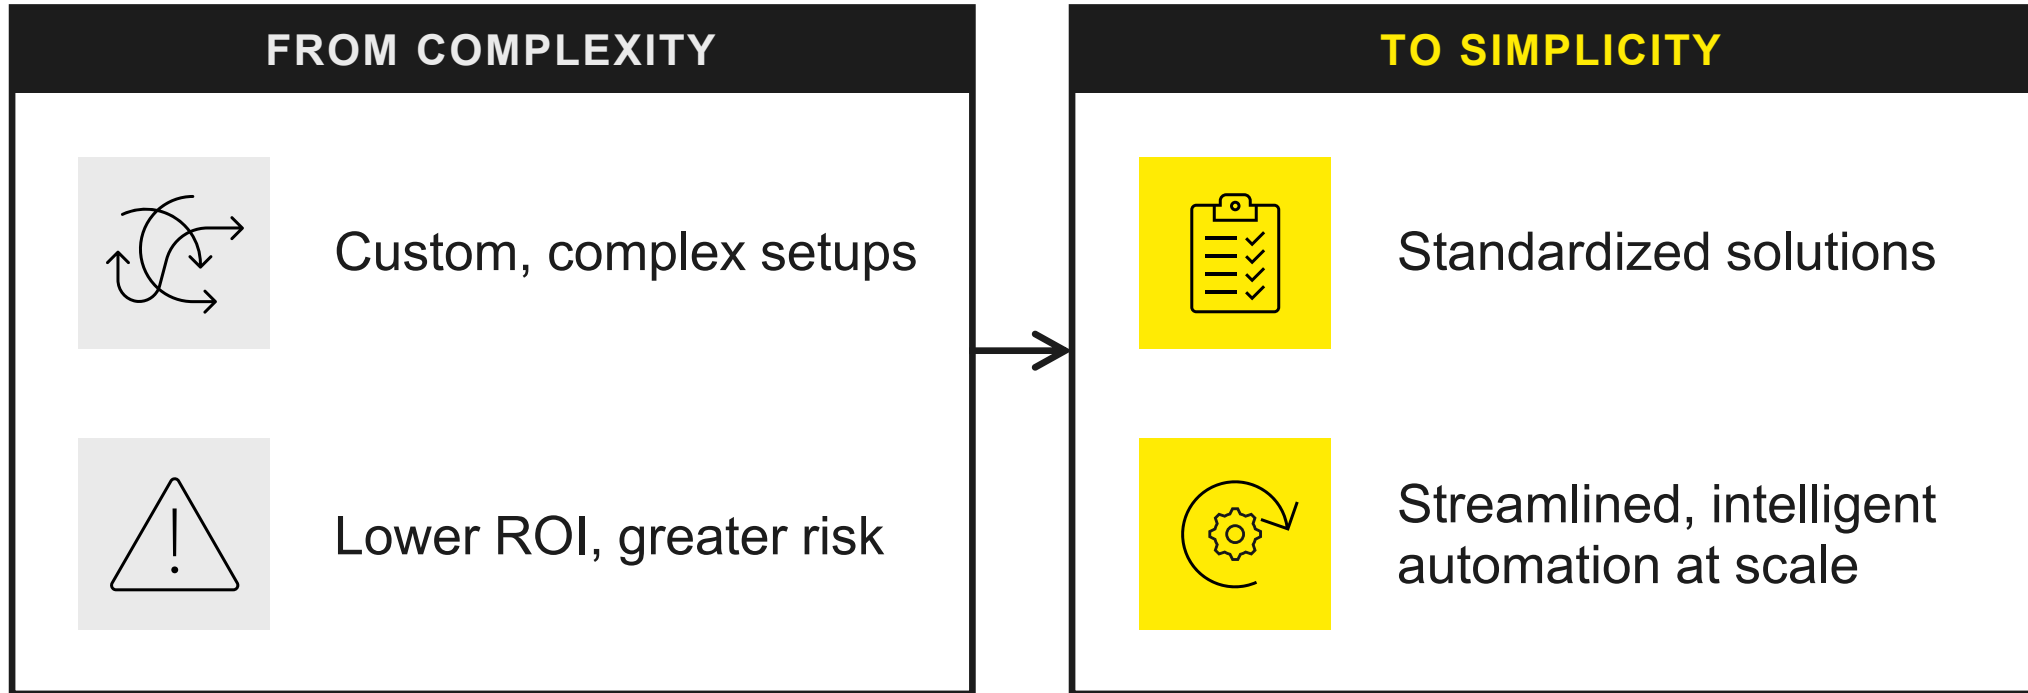 FROM COMPLEXITY
Custom, complex setups
Lower ROI, greater risk
TO SIMPLICITY
Standardized solutions
Streamlined, intelligent
automation at scale